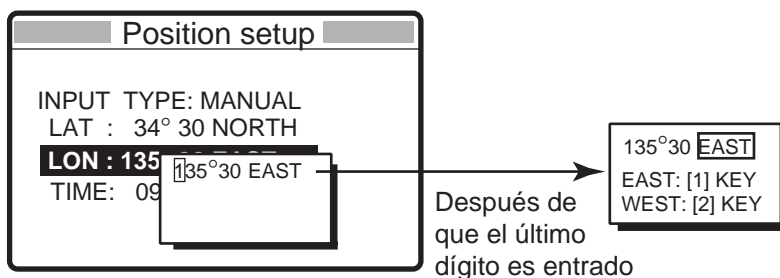 Position setup
INPUT TYPE: MANUAL
LAT : 34° 30 NORTH
LON : 135
135°30 EAST
TIME: 09
135°30 EAST
EAST: [1] KEY
WEST: [2] KEY
Después de
que el último
dígito es entrado